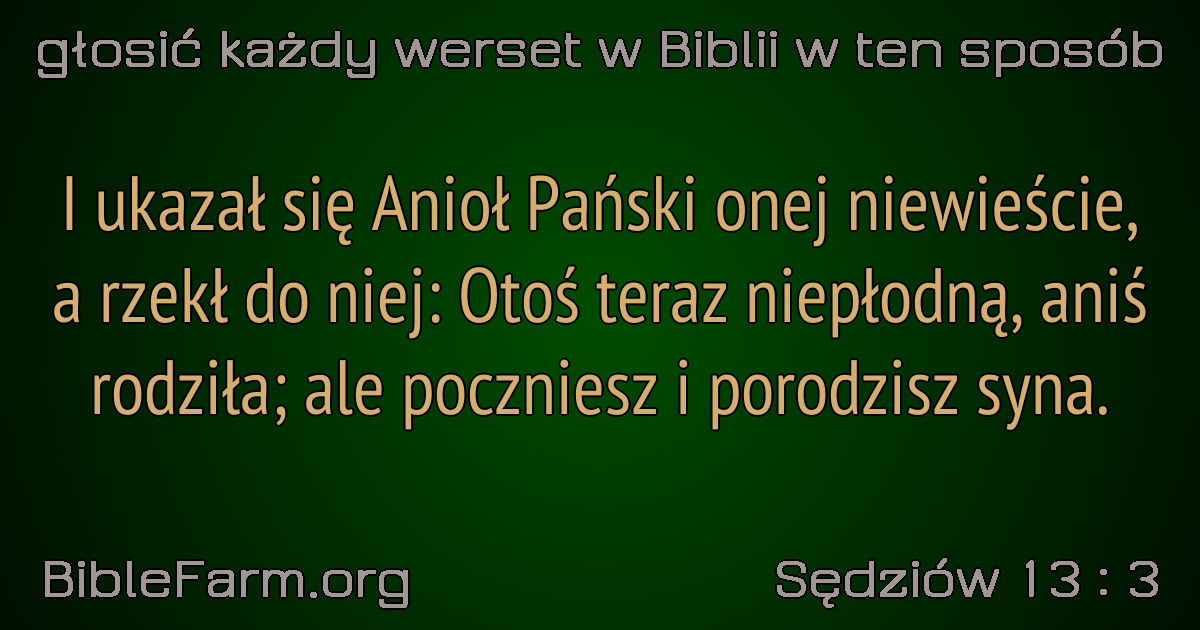 głosić każdy werset w Biblii w ten sposób
I ukazał się Anioł Pański onej niewieście,
a rzekł do niej: Otoś teraz niepłodną, aniś
rodziła; ale poczniesz i porodzisz syna.
BibleFarm.org
Sędziów 13 : 3